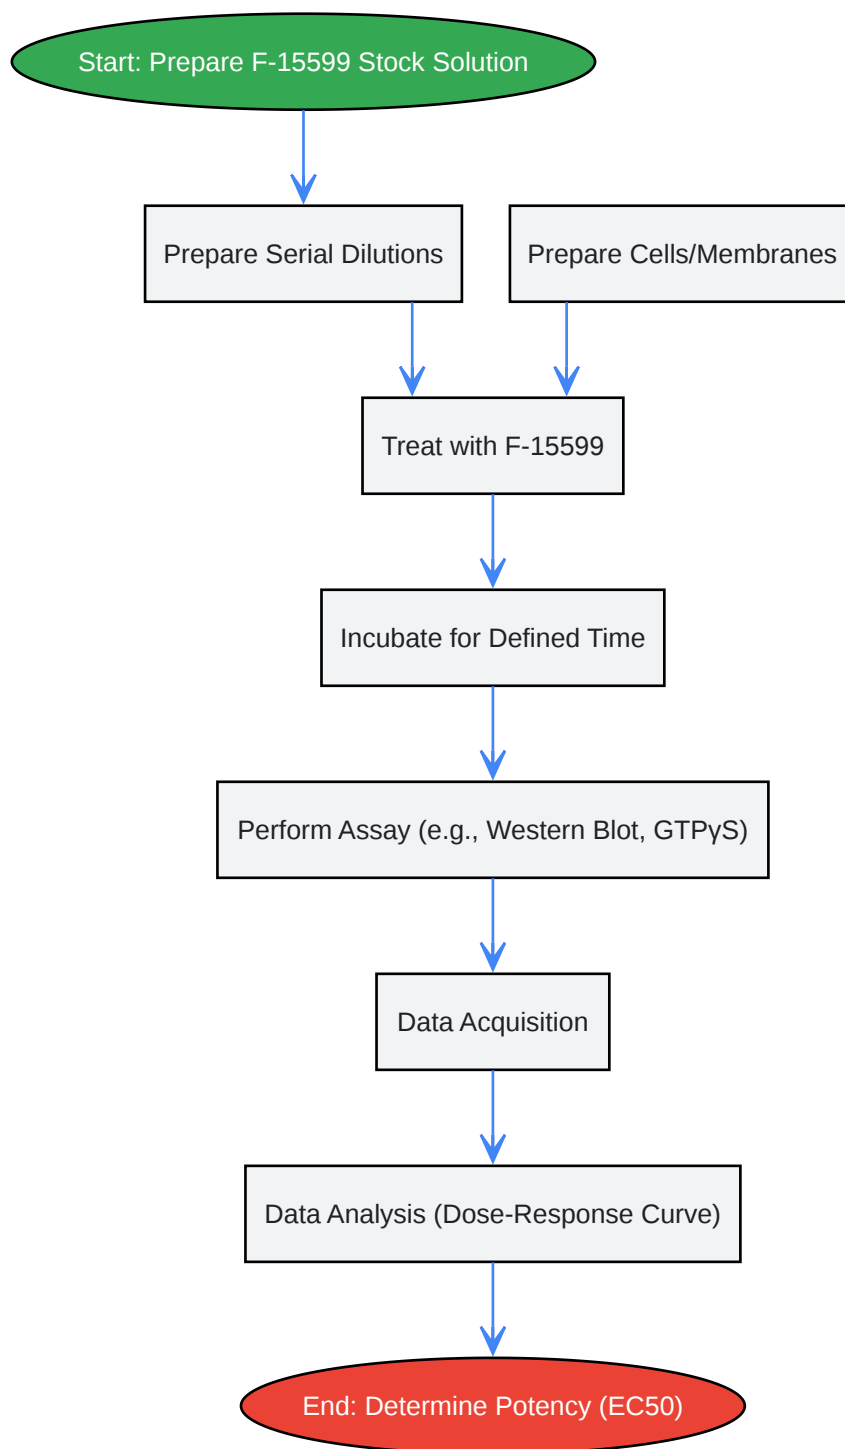 Start: Prepare F-15599 Stock Solution
Prepare Serial Dilutions
Prepare Cells/Membranes
Treat with F-15599
Incubate for Defined Time
Perform Assay (e.g., Western Blot, GTPγS)
Data Acquisition
Data Analysis (Dose-Response Curve)
End: Determine Potency (EC50)